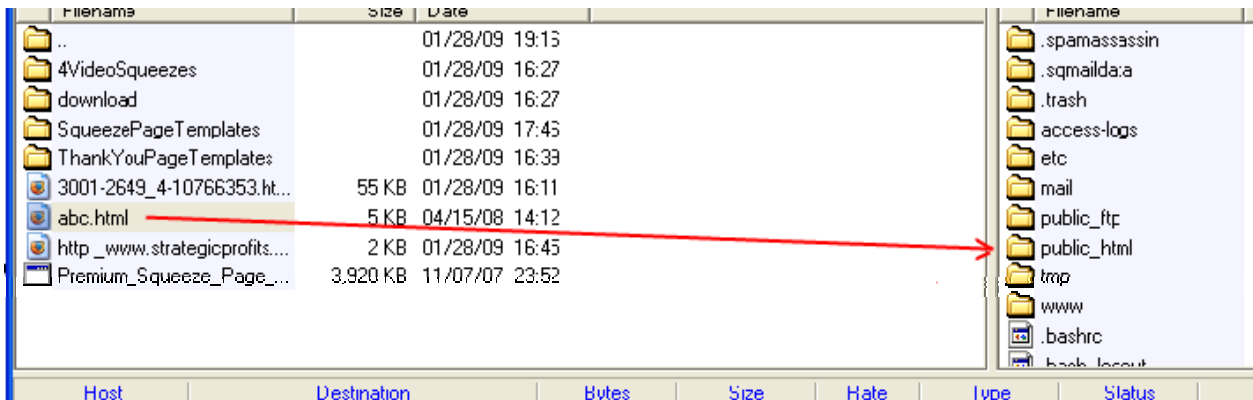 Filename Size Date
..  01/28/09 19:15
4VideoSqueezes 01/28/09 16:27
download 01/28/09 16:27
SqueezePageTemplates 01/28/09 17:45
ThankYouPageTemplates 01/28/09 16:39
3001-2649_4-10766353.ht... 55 KB 01/28/09 16:11
abc.html 5 KB 04/15/08 14:12
http _www.strategicprofits.... 2 KB 01/28/09 16:45
Premium_Squeeze_Page_... 3,920 KB 11/07/07 23:52
Filename
.spamassassin
.sqmaildata
.trash
access-logs
etc
mail
public_ftp
public_html
tmp
www
.bashrc
.bash_logout
Host Destination Bytes Size Rate Type Status